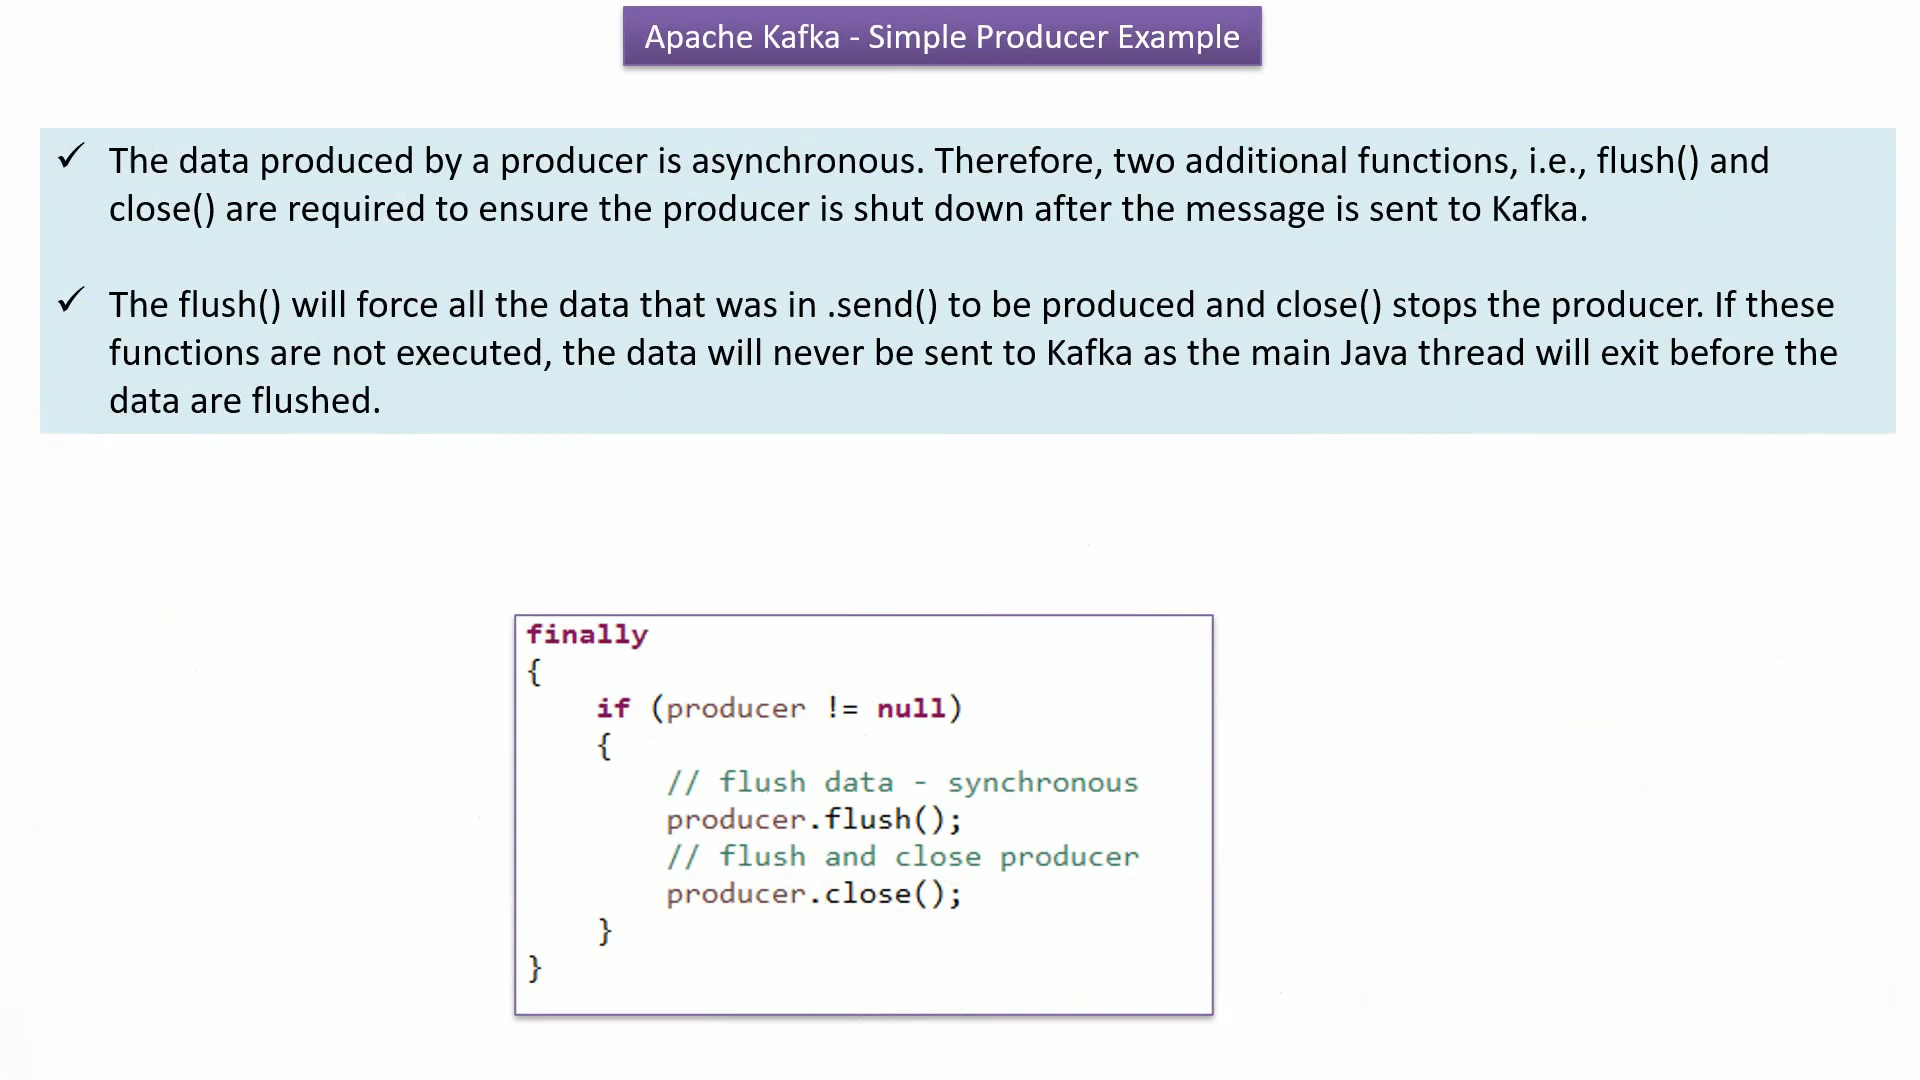 Apache Kafka - Simple Producer Example
✓ The data produced by a producer is asynchronous. Therefore, two additional functions, i.e., flush() and
close() are required to ensure the producer is shut down after the message is sent to Kafka.
✓ The flush() will force all the data that was in .send() to be produced and close() stops the producer. If these
functions are not executed, the data will never be sent to Kafka as the main Java thread will exit before the
data are flushed.
finally
{
    if (producer != null)
    {
        // flush data - synchronous
        producer.flush();
        // flush and close producer
        producer.close();
    }
}